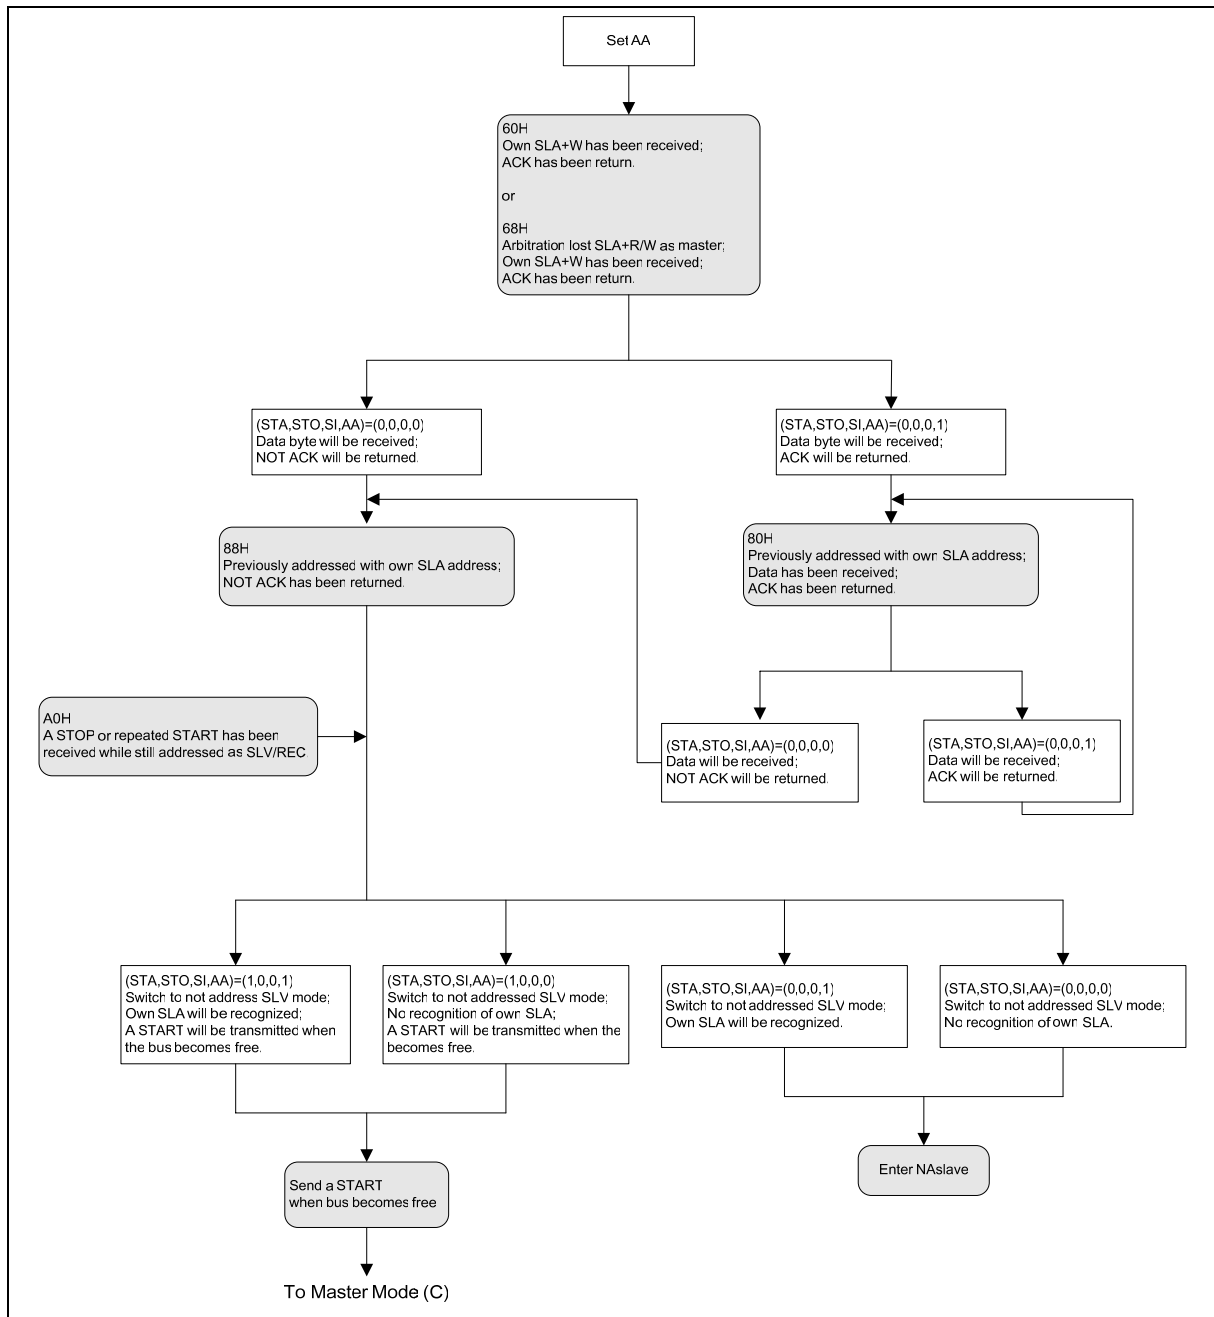 Set AA
60H
Own SLA+W has been received;
ACK has been return.
or
68H
Arbitration lost SLA+R/W as master;
Own SLA+W has been received;
ACK has been return.
(STA,STO,SI,AA)=(0,0,0,0)
Data byte will be received;
NOT ACK will be returned.
(STA,STO,SI,AA)=(0,0,0,1)
Data byte will be received;
ACK will be returned.
88H
Previously addressed with own SLA address;
NOT ACK has been returned.
80H
Previously addressed with own SLA address;
Data has been received;
ACK has been returned.
A0H
A STOP or repeated START has been
received while still addressed as SLV/REC
(STA,STO,SI,AA)=(0,0,0,0)
Data will be received;
NOT ACK will be returned.
(STA,STO,SI,AA)=(0,0,0,1)
Data will be received;
ACK will be returned.
(STA,STO,SI,AA)=(1,0,0,1)
Switch to not address SLV mode;
Own SLA will be recognized;
A START will be transmitted when
the bus becomes free.
(STA,STO,SI,AA)=(1,0,0,0)
Switch to not addressed SLV mode;
No recognition of own SLA;
A START will be transmitted when the
becomes free.
(STA,STO,SI,AA)=(0,0,0,1)
Switch to not addressed SLV mode;
Own SLA will be recognized.
(STA,STO,SI,AA)=(0,0,0,0)
Switch to not addressed SLV mode;
No recognition of own SLA.
Send a START
when bus becomes free
Enter NAslave
To Master Mode (C)